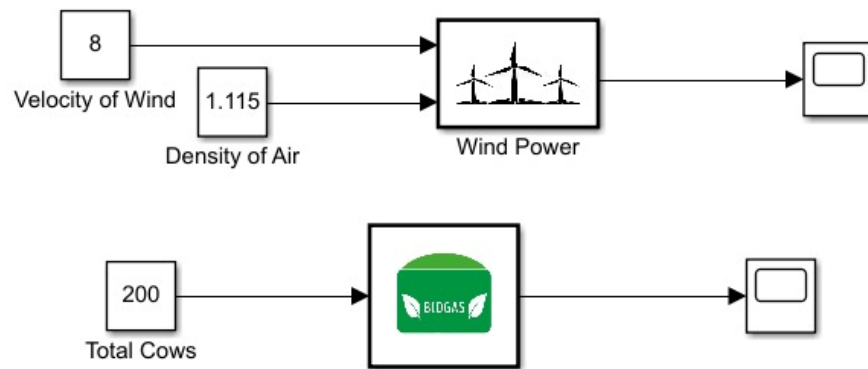 8
Velocity of Wind
1.115
Density of Air
Wind Power
200
Total Cows
BIOGAS